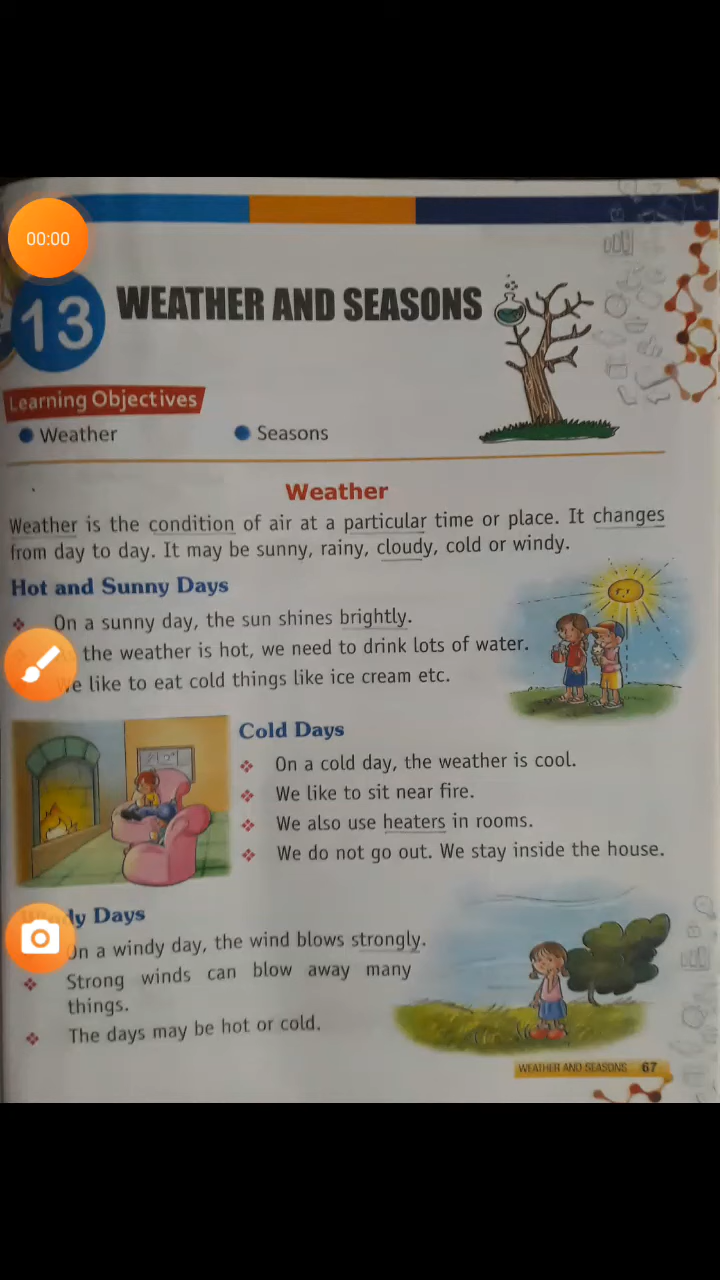 00:00
13
WEATHER AND SEASONS
Learning Objectives
Weather
Seasons
Weather
Weather is the condition of air at a particular time or place. It changes
from day to day. It may be sunny, rainy, cloudy, cold or windy.
Hot and Sunny Days
On a sunny day, the sun shines brightly.
the weather is hot, we need to drink lots of water.
We like to eat cold things like ice cream etc.
Cold Days
On a cold day, the weather is cool.
We like to sit near fire.
We also use heaters in rooms.
We do not go out. We stay inside the house.
Windy Days
On a windy day, the wind blows strongly.
Strong winds can blow away many
things.
The days may be hot or cold.
WEATHER AND SEASONS 67